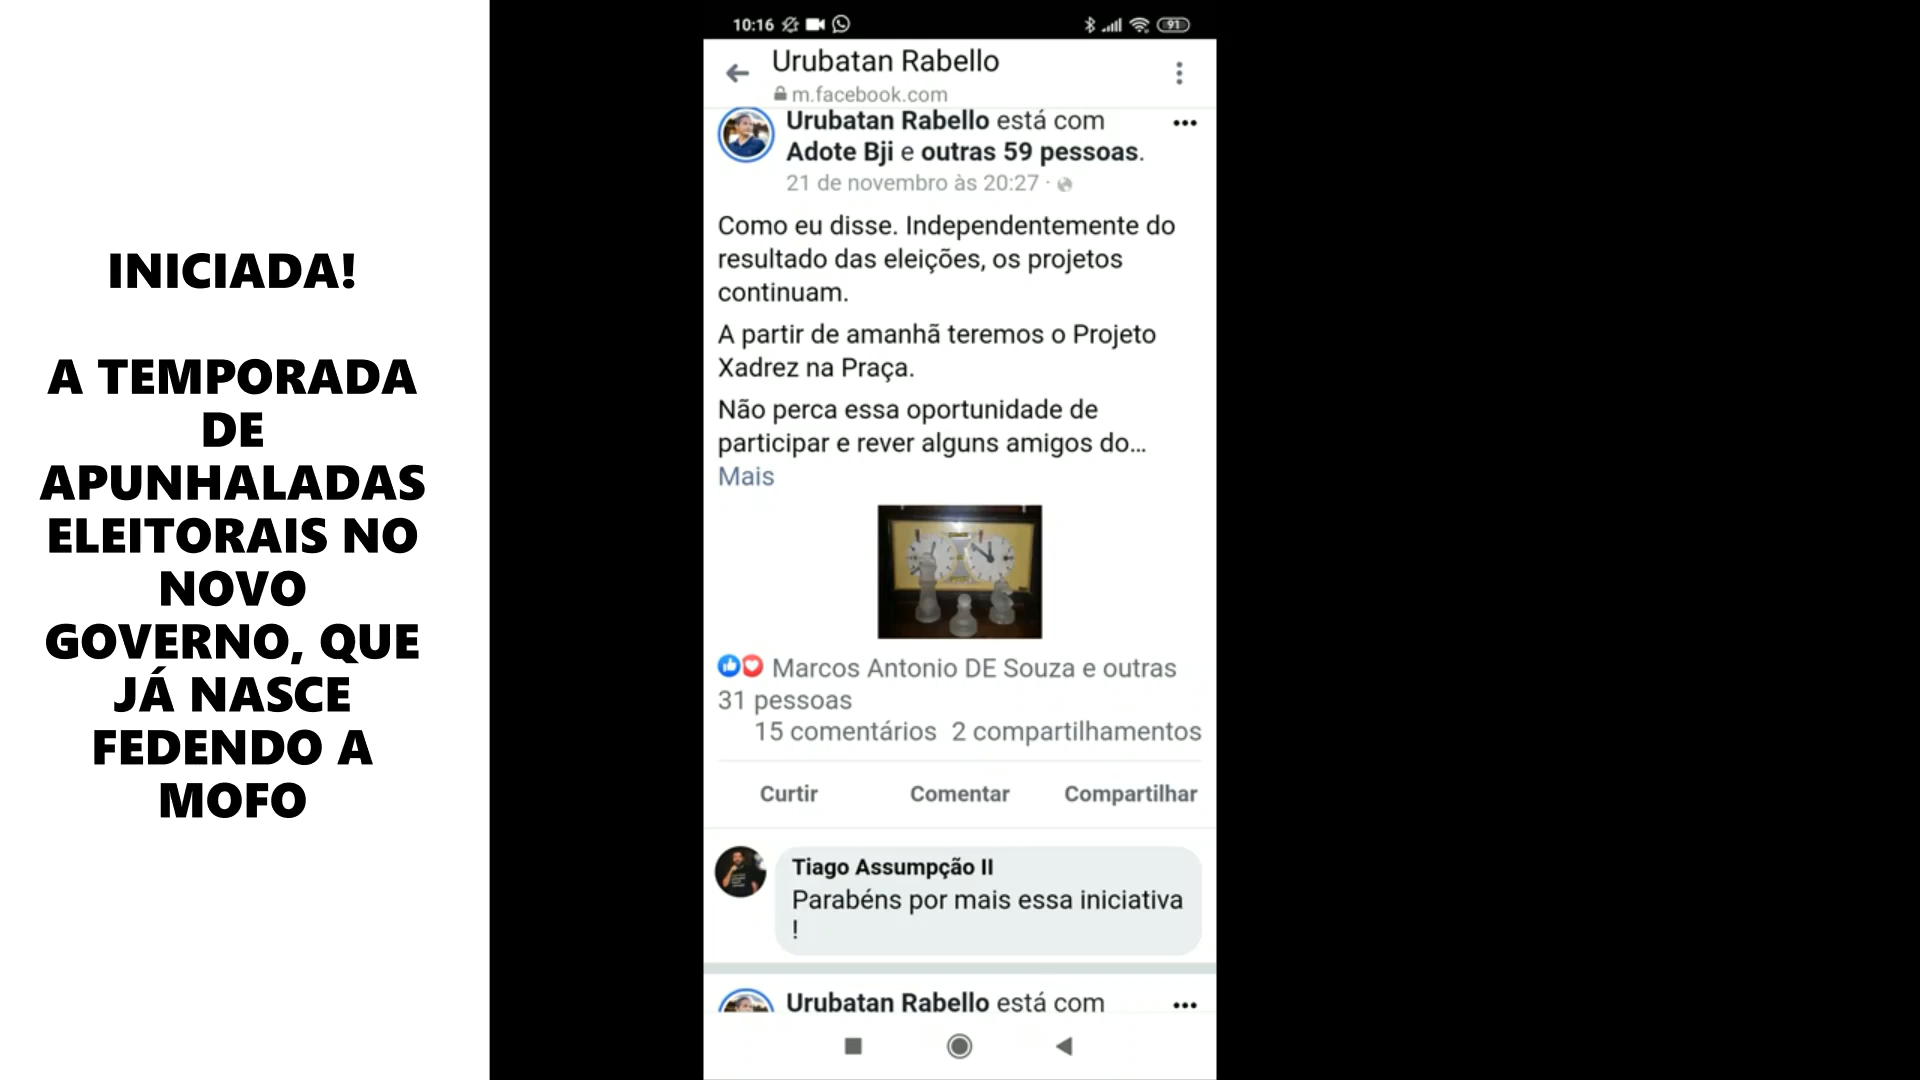 INICIADA!
A TEMPORADA
DE
APUNHALADAS
ELEITORAIS NO
NOVO
GOVERNO, QUE
JÁ NASCE
FEDENDO A
MOFO
10:16
91
Urubatan Rabello
m.facebook.com
Urubatan Rabello está com
Adote Bji e outras 59 pessoas.
21 de novembro às 20:27 ·
Como eu disse. Independentemente do
resultado das eleições, os projetos
continuam.
A partir de amanhã teremos o Projeto
Xadrez na Praça.
Não perca essa oportunidade de
participar e rever alguns amigos do...
Mais
Marcos Antonio DE Souza e outras
31 pessoas
15 comentários 2 compartilhamentos
Curtir Comentar Compartilhar
Tiago Assumpção II
Parabéns por mais essa iniciativa
!
Urubatan Rabello está com